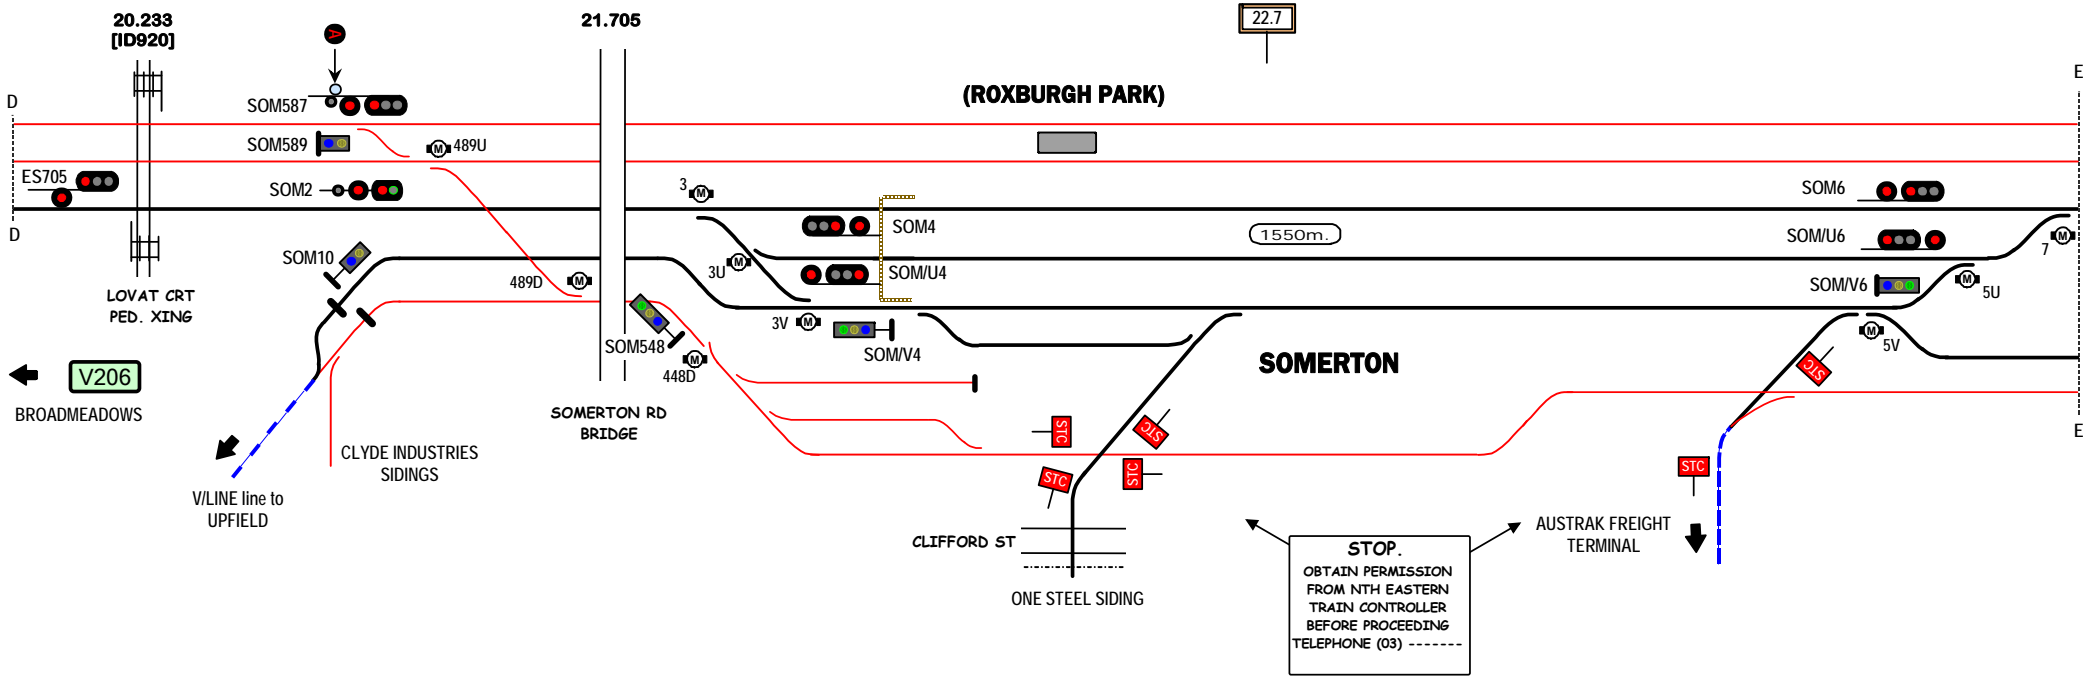 20.233
[ID920]
21.705
22.7
A
(ROXBURGH PARK)
E
D
SOM587
SOM589
M
489U
ES705
SOM2
3
M
SOM6
D
SOM4
1550m.
SOM/U6
M
7
SOM10
3U
M
SOM/U4
489D
M
SOM/V6
M
5U
LOVAT CRT
PED. XING
3V
M
SOM548
SOM/V4
M
5V
M
448D
SOMERTON
STC
V206
BROADMEADOWS
SOMERTON RD
BRIDGE
STC
STC
E
CLYDE INDUSTRIES
SIDINGS
STC
STC
STC
V/LINE line to
UPFIELD
CLIFFORD ST
AUSTRAK FREIGHT
TERMINAL
STOP.
OBTAIN PERMISSION
FROM NTH EASTERN
TRAIN CONTROLLER
BEFORE PROCEEDING
TELEPHONE (03) -------
ONE STEEL SIDING